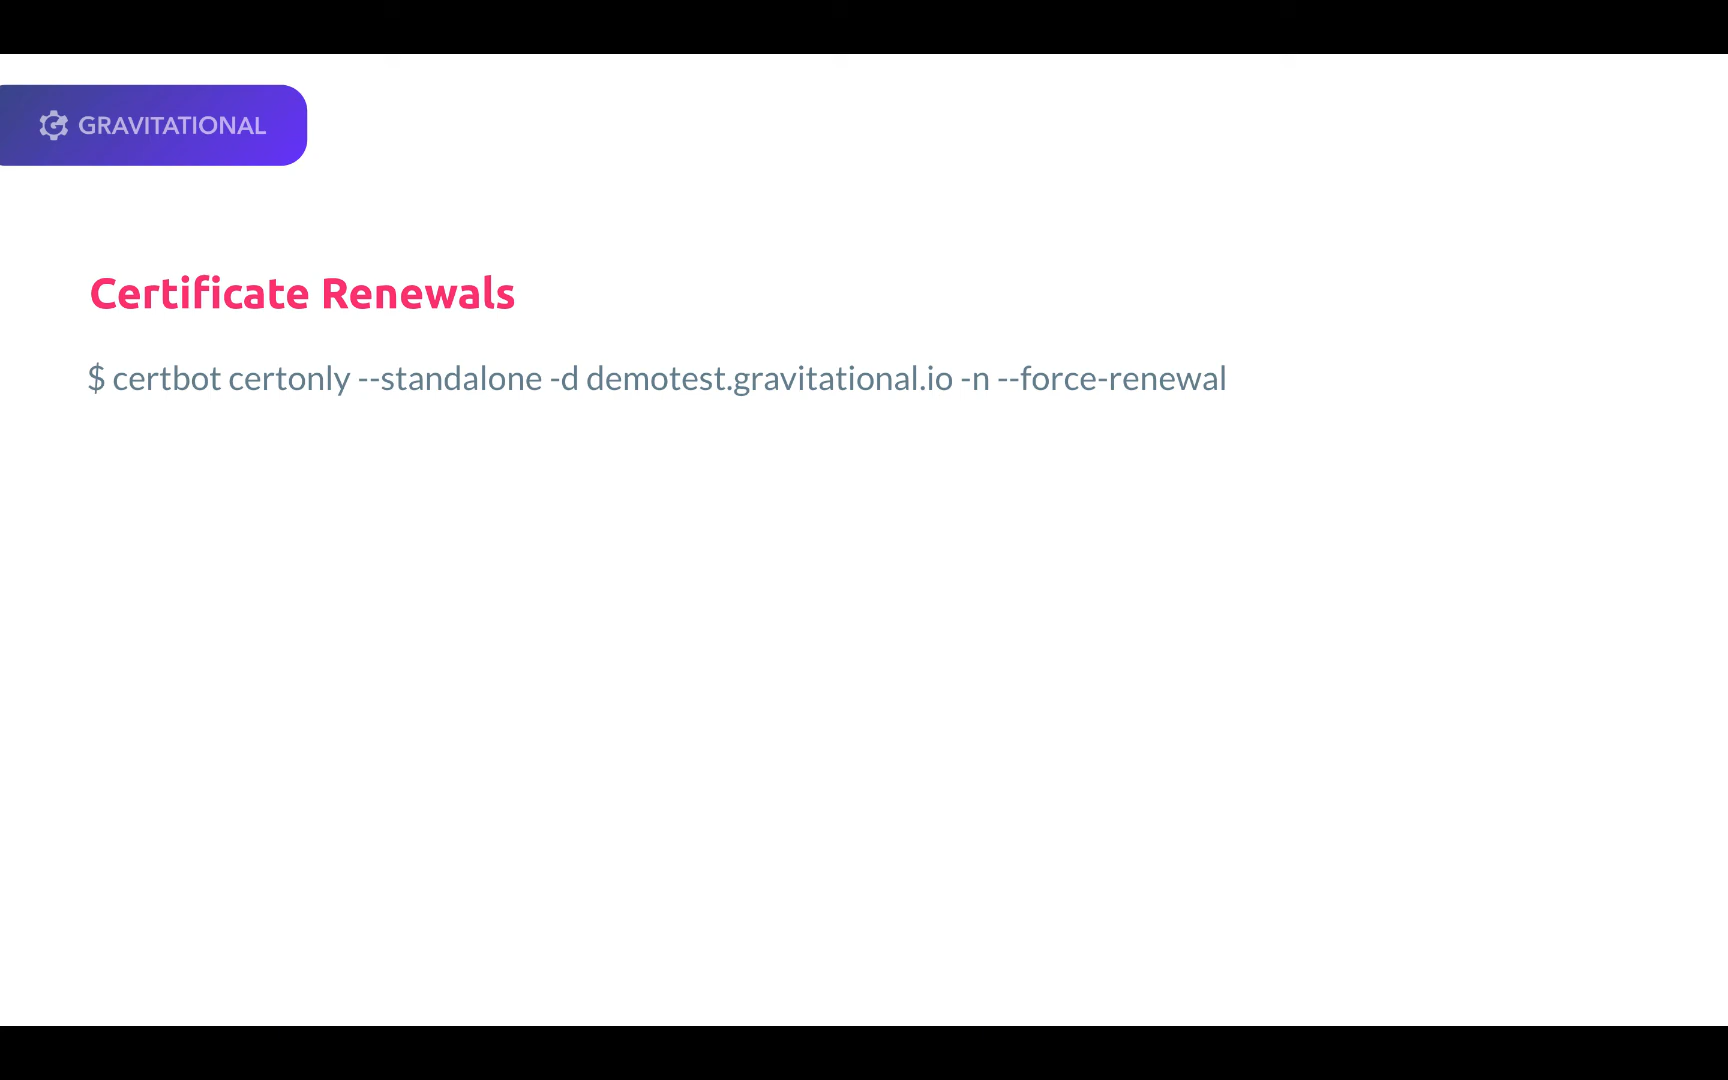 GRAVITATIONAL
Certificate Renewals
$ certbot certonly --standalone -d demotest.gravitational.io -n --force-renewal